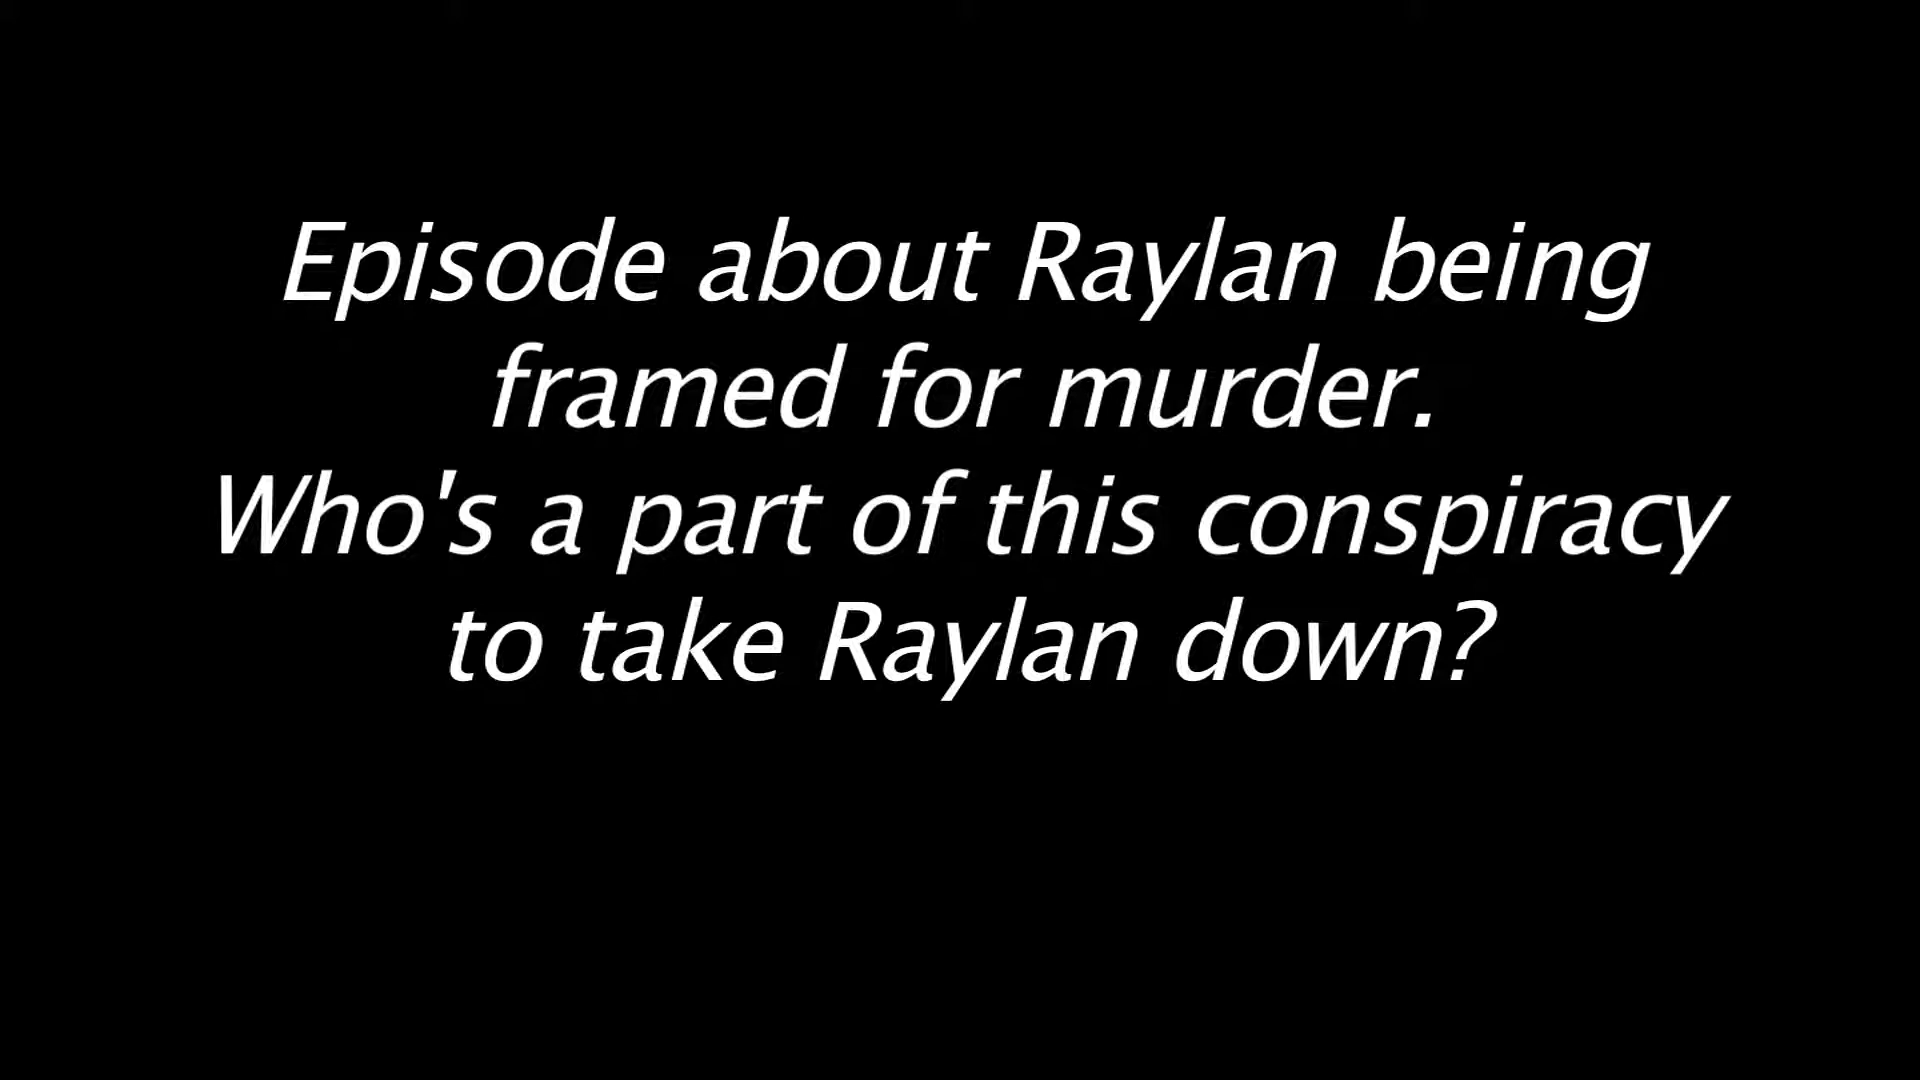 Episode about Raylan being
framed for murder.
Who's a part of this conspiracy
to take Raylan down?